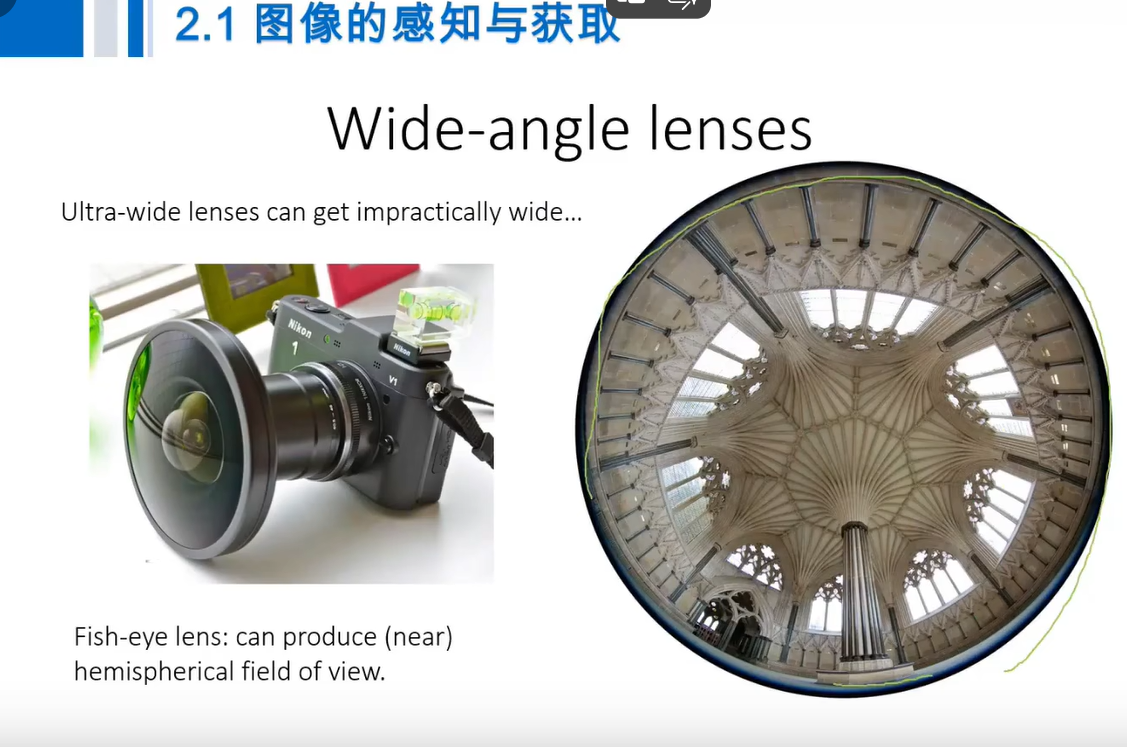 2.1 图像的感知与获取
Wide-angle lenses
Ultra-wide lenses can get impractically wide...
Nikon
1
Nikon
V1
Fish-eye lens: can produce (near)
hemispherical field of view.